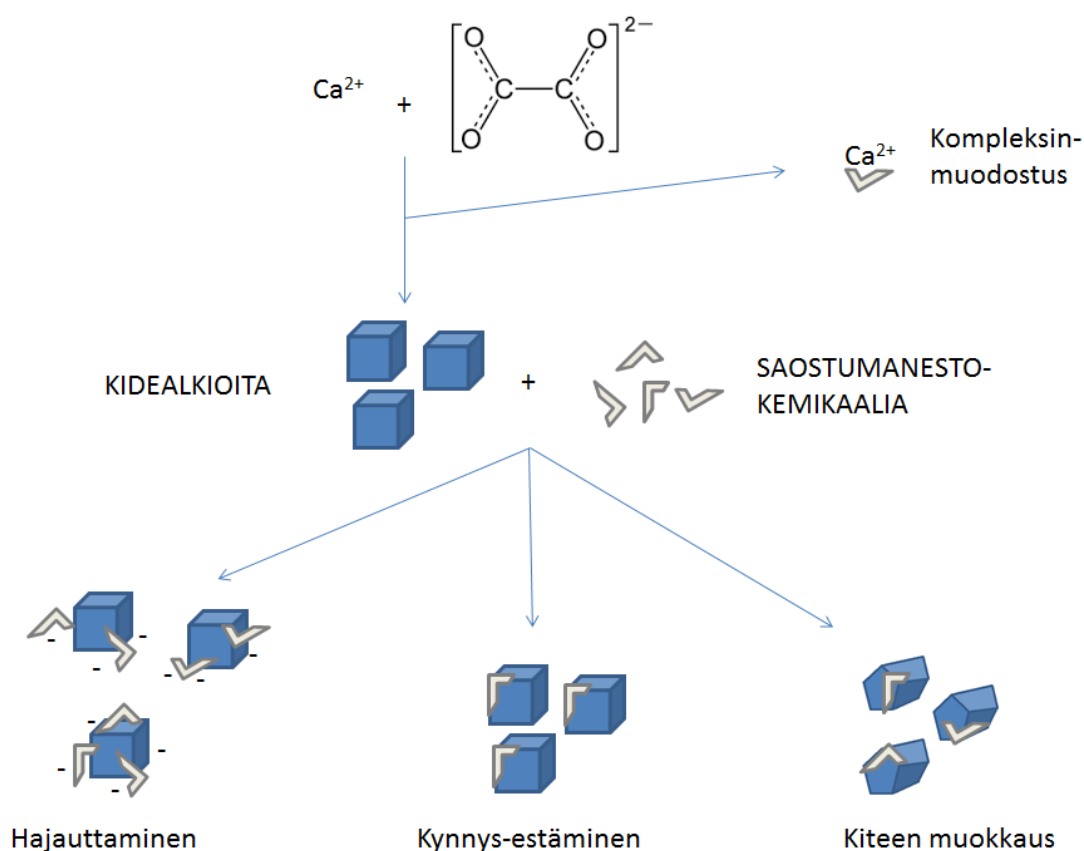 Ca²⁺ + [O O C C O O]²⁻
Ca²⁺
Kompleksin-
muodostus
KIDEALKIOITA
+
SAOSTUMANESTO-
KEMIKAALIA
- - - - - -
- - - -
Hajauttaminen
Kynnys-estäminen
Kiteen muokkaus